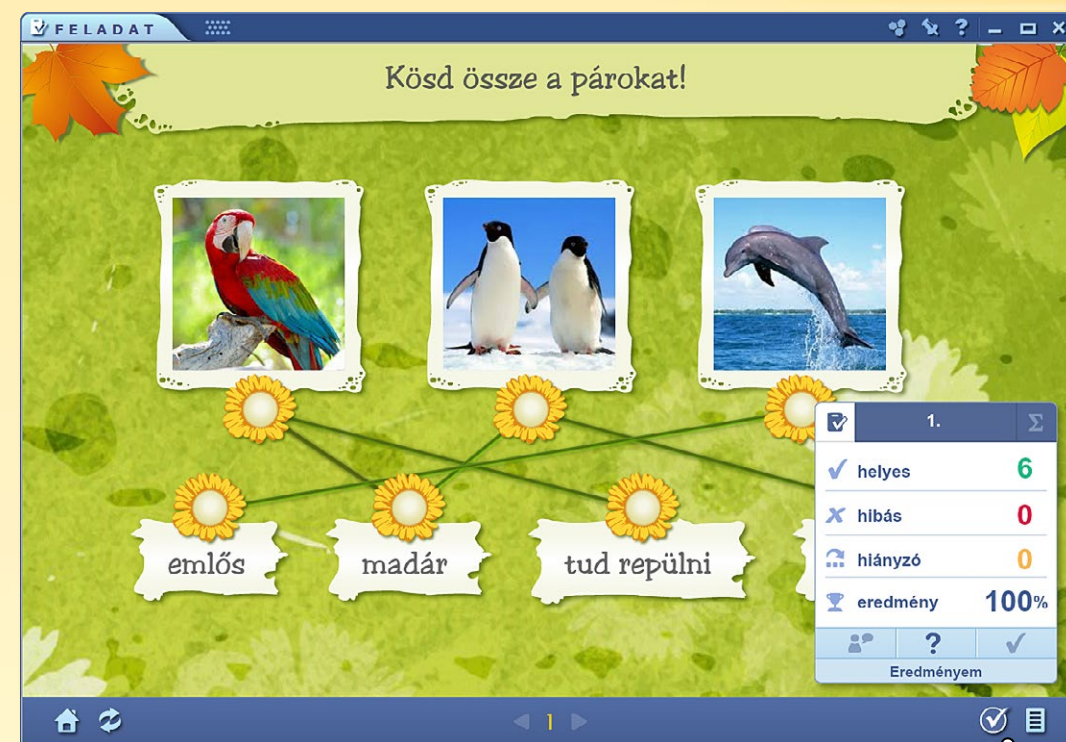 FELADAT
?
Kösd össze a párokat!
emlős
madár
tud repülni
1.
Σ
helyes
6
hibás
0
hiányzó
0
eredmény
100%
?
Eredményem
1